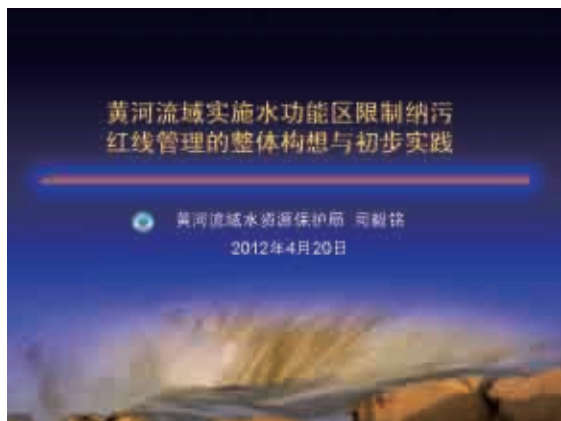 黄河流域实施水功能区限制纳污
红线管理的整体构想与初步实践
黄河流域水资源保护局 司毅铭
2012年4月20日